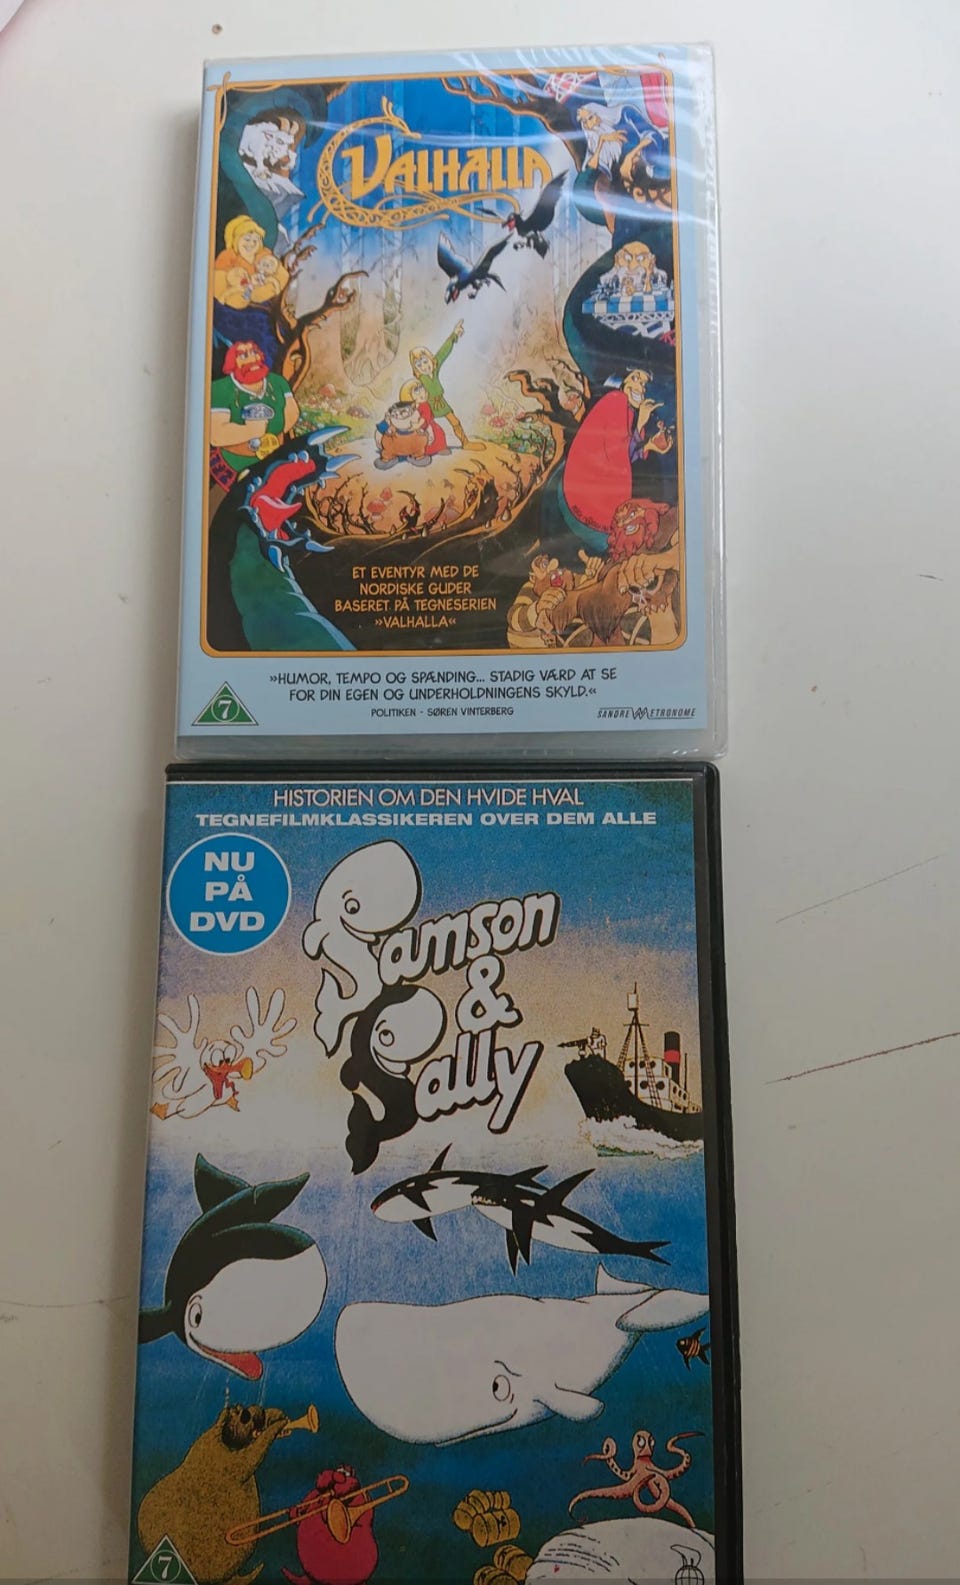 VALHALLA
ET EVENTYR MED DE
NORDISKE GUDER
BASERET PÅ TEGNESERIEN
»VALHALLA«
»HUMOR, TEMPO OG SPÆNDING... STADIG VÆRD AT SE
FOR DIN EGEN OG UNDERHOLDNINGENS SKYLD.«
POLITIKEN - SØREN VINTERBERG
7
SANDREW METRONOME
HISTORIEN OM DEN HVIDE HVAL
TEGNEFILMKLASSIKEREN OVER DEM ALLE
NU
PÅ
DVD
Samson
&
Sally
7